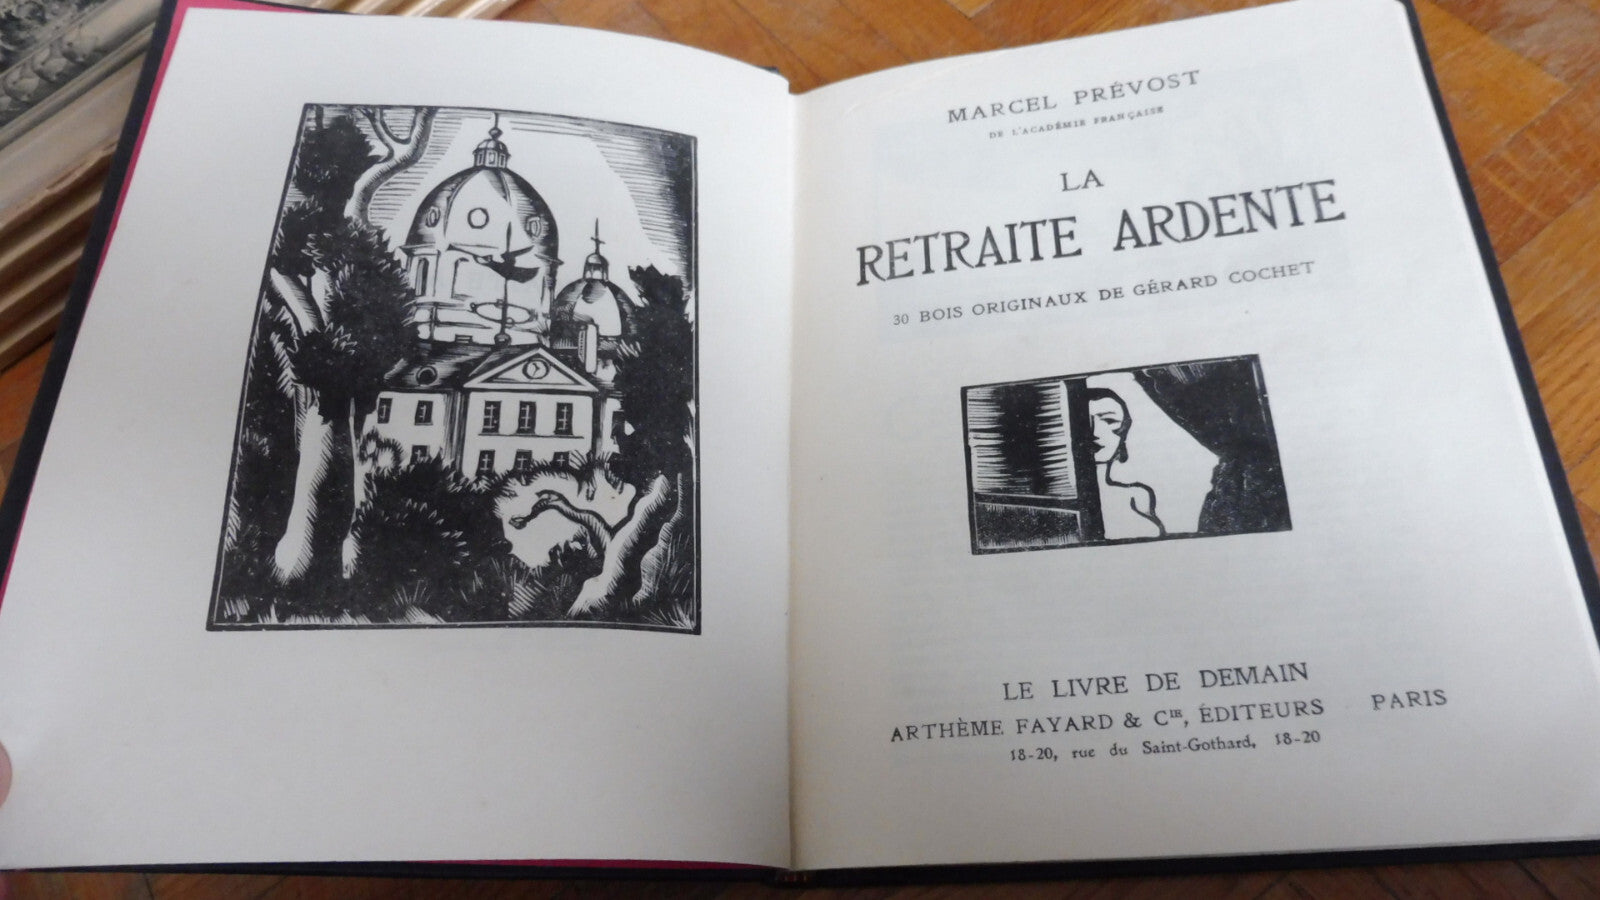 MARCEL PRÉVOST
DE L'ACADÉMIE FRANÇAISE
LA
RETRAITE ARDENTE
30 BOIS ORIGINAUX DE GÉRARD COCHET
LE LIVRE DE DEMAIN
ARTHÈME FAYARD & CIE, ÉDITEURS PARIS
18-20, rue du Saint-Gothard, 18-20